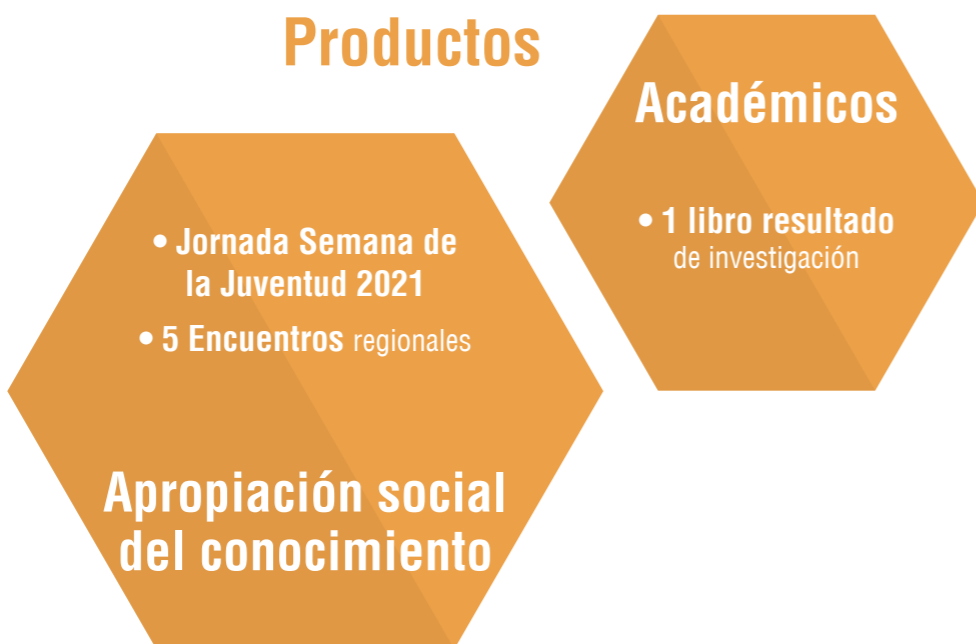 Productos
Académicos
• 1 libro resultado
de investigación
• Jornada Semana de
la Juventud 2021
• 5 Encuentros regionales
Apropiación social
del conocimiento